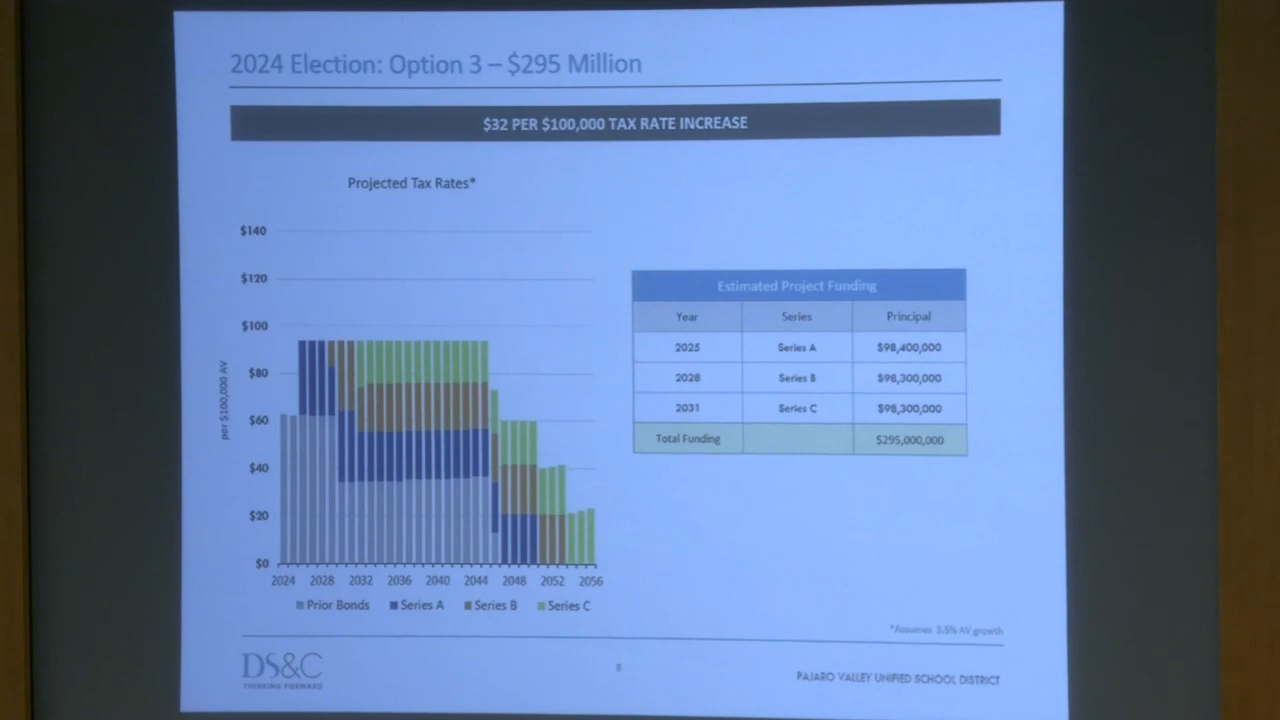 2024 Election: Option 3 – $295 Million
$32 PER $100,000 TAX RATE INCREASE
Projected Tax Rates*
$140
$120
$100
$80
$60
$40
$20
$0
per $100,000 AV
2024 2028 2032 2036 2040 2044 2048 2052 2056
Prior Bonds Series A Series B Series C
Estimated Project Funding
Year Series Principal
2025 Series A $98,400,000
2028 Series B $98,300,000
2031 Series C $98,300,000
Total Funding $295,000,000
*Assumes 3.5% AV growth
DS&C
THINKING FORWARD
8
PAJARO VALLEY UNIFIED SCHOOL DISTRICT